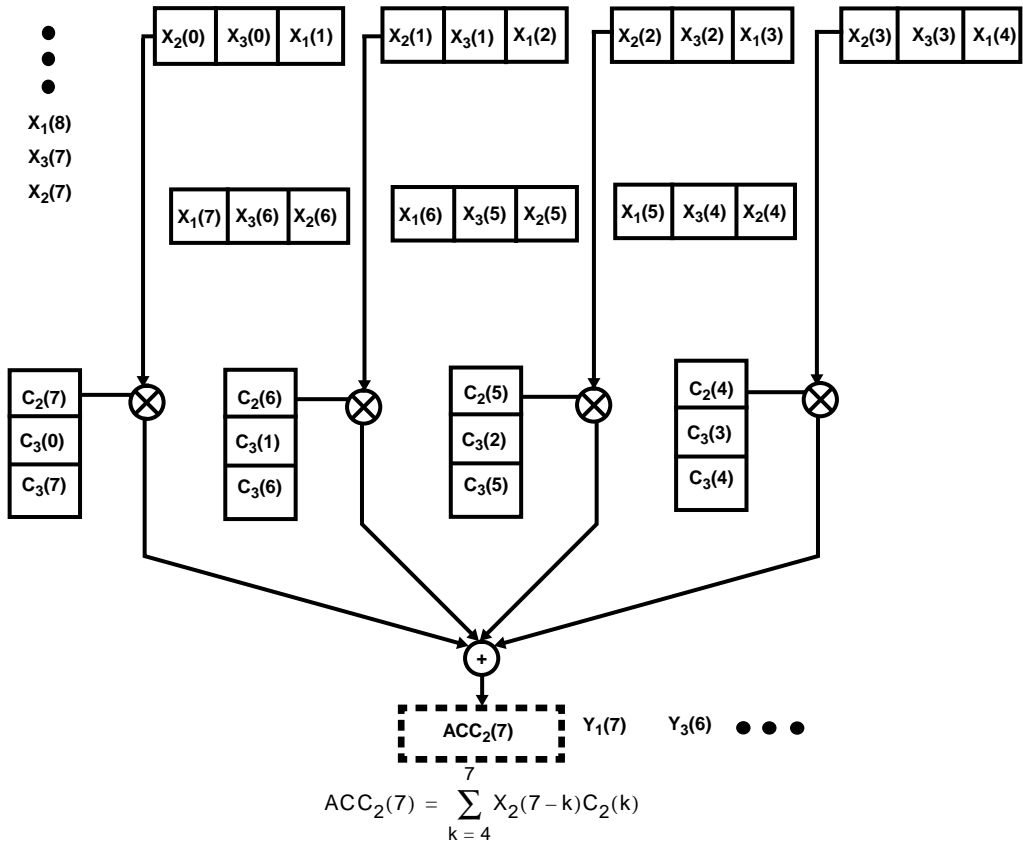 X₂(0) X₃(0) X₁(1) X₂(1) X₃(1) X₁(2) X₂(2) X₃(2) X₁(3) X₂(3) X₃(3) X₁(4)
X₁(8)
X₃(7)
X₂(7)
X₁(7) X₃(6) X₂(6) X₁(6) X₃(5) X₂(5) X₁(5) X₃(4) X₂(4)
C₂(7) C₂(6) C₂(5) C₂(4)
C₃(0) C₃(1) C₃(2) C₃(3)
C₃(7) C₃(6) C₃(5) C₃(4)
+
ACC₂(7) Y₁(7) Y₃(6)
7
ACC₂(7) = ∑ X₂(7 – k)C₂(k)
k = 4